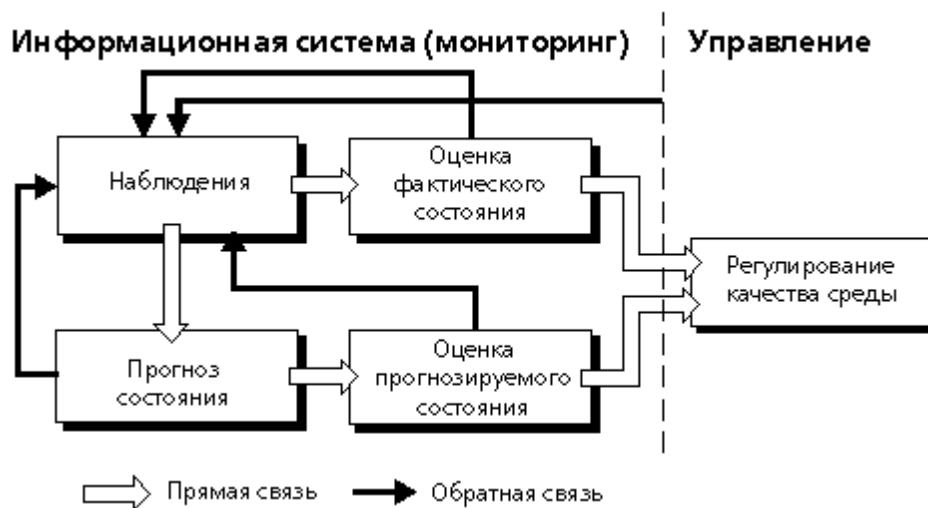 Информационная система (мониторинг)
Управление
Наблюдения
Оценка
фактического
состояния
Регулирование
качества среды
Прогноз
состояния
Оценка
прогнозируемого
состояния
Прямая связь
Обратная связь